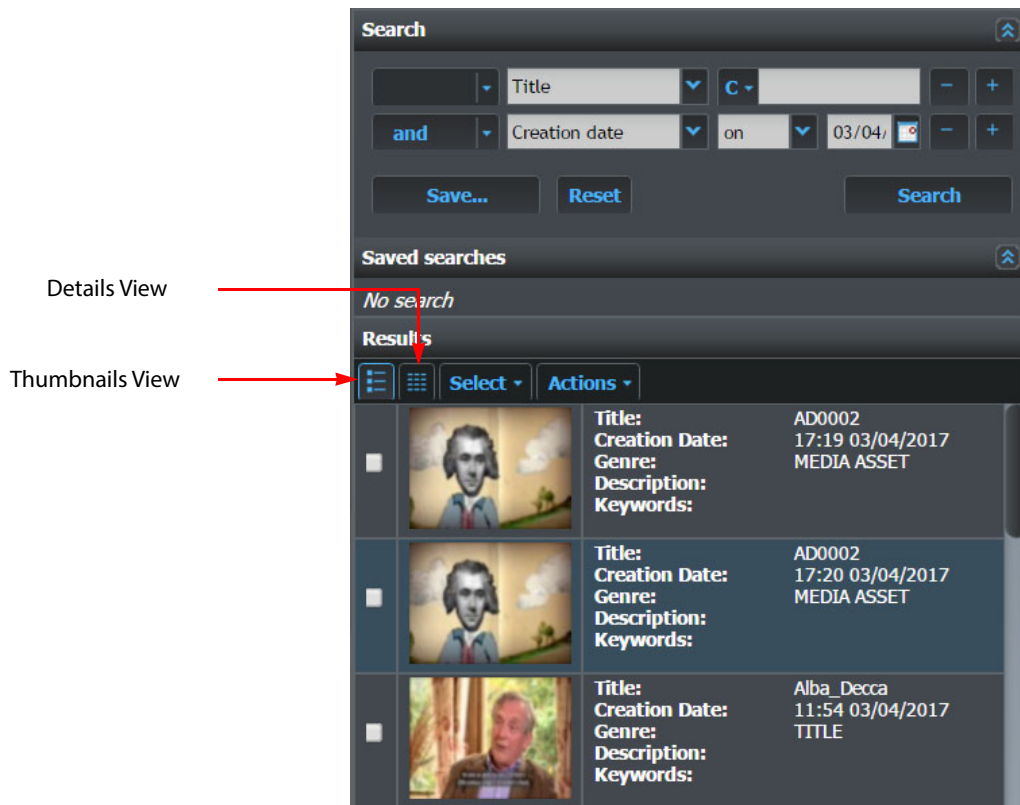 Search
Title C
and Creation date on 03/04/
Save... Reset Search
Saved searches
Details View
No search
Results
Thumbnails View
Select Actions
Title: AD0002
Creation Date: 17:19 03/04/2017
Genre: MEDIA ASSET
Description:
Keywords:
Title: AD0002
Creation Date: 17:20 03/04/2017
Genre: MEDIA ASSET
Description:
Keywords:
Title: Alba_Decca
Creation Date: 11:54 03/04/2017
Genre: TITLE
Description:
Keywords: